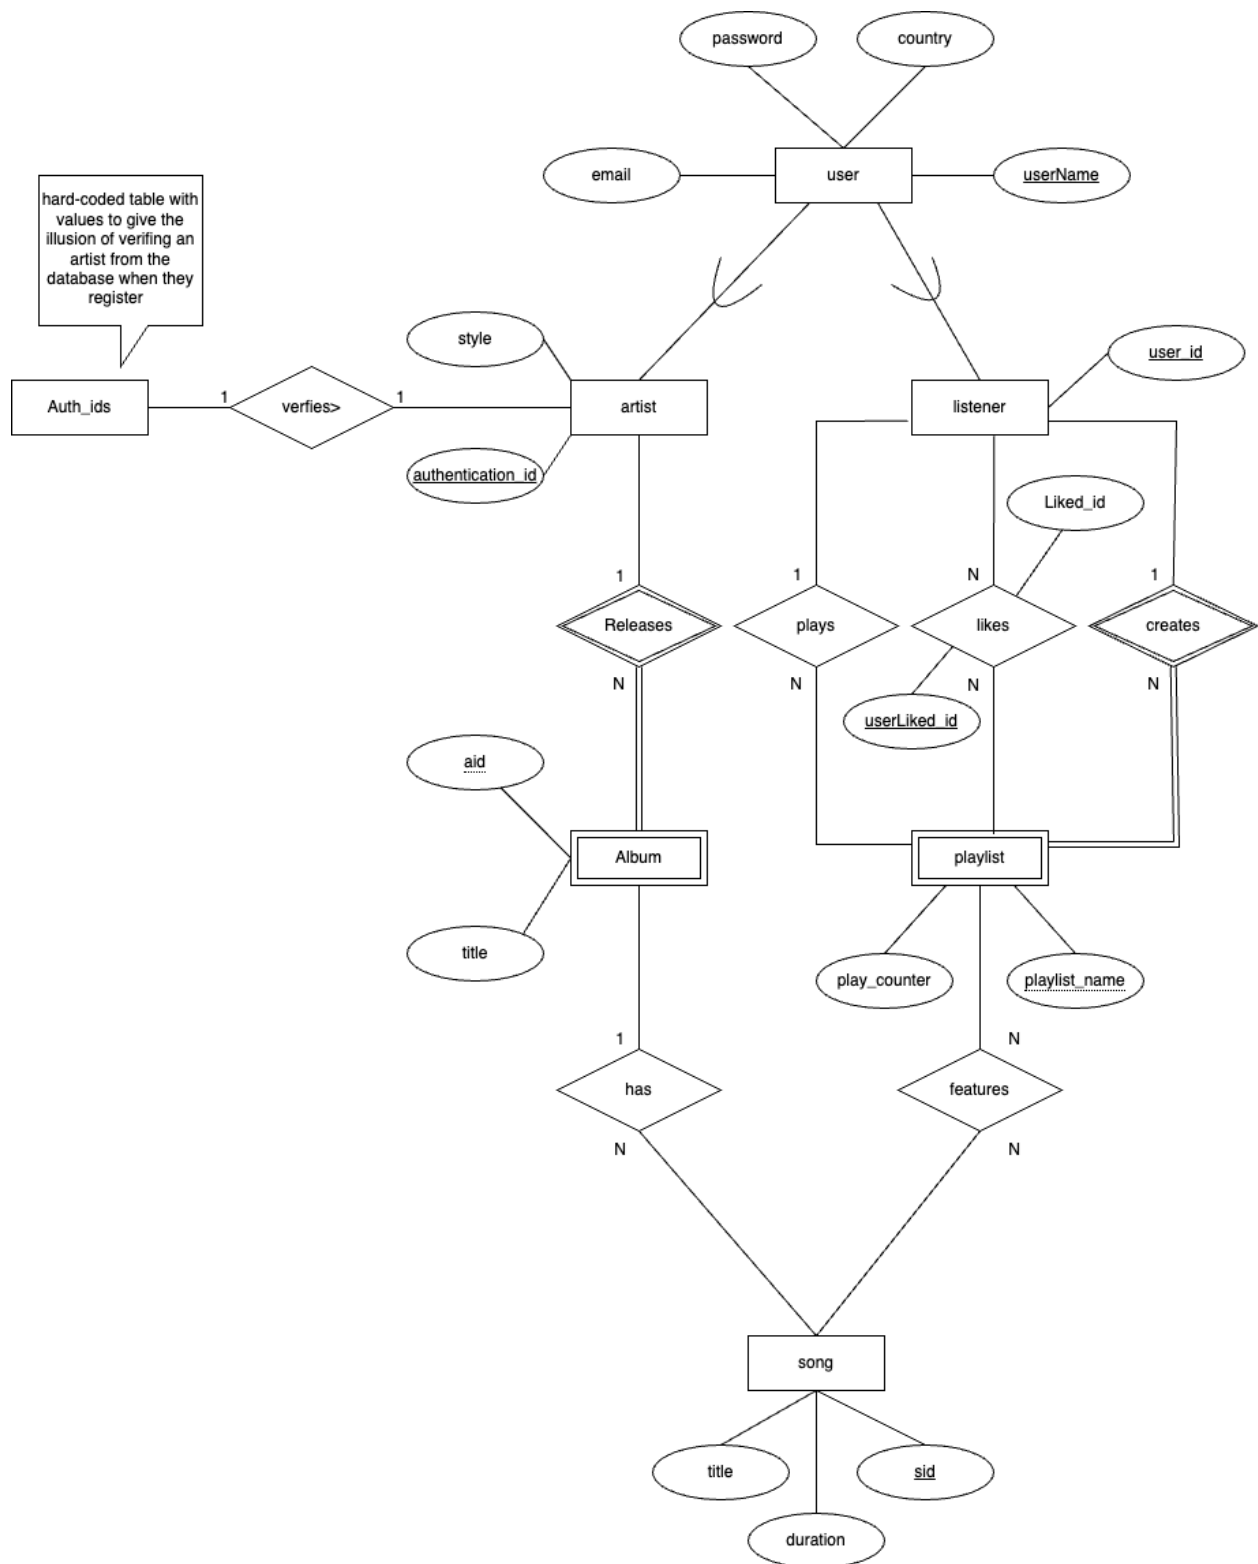 password
country
email
user
userName
hard-coded table with
values to give the
illusion of verifing an
artist from the
database when they
register
style
user_id
Auth_ids
1
verfies>
1
artist
listener
authentication_id
Liked_id
1
1
N
1
Releases
plays
likes
creates
N
N
N
N
userLiked_id
aid
Album
playlist
title
play_counter
playlist_name
1
N
has
features
N
N
song
title
sid
duration